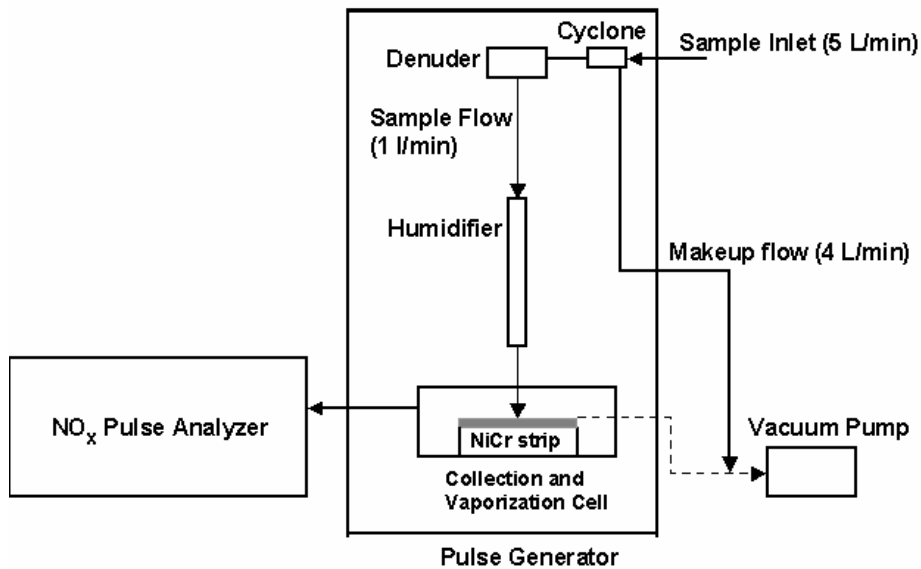 Cyclone
Sample Inlet (5 L/min)
Denuder
Sample Flow
(1 l/min)
Humidifier
Makeup flow (4 L/min)
NOx Pulse Analyzer
NiCr strip
Vacuum Pump
Collection and
Vaporization Cell
Pulse Generator